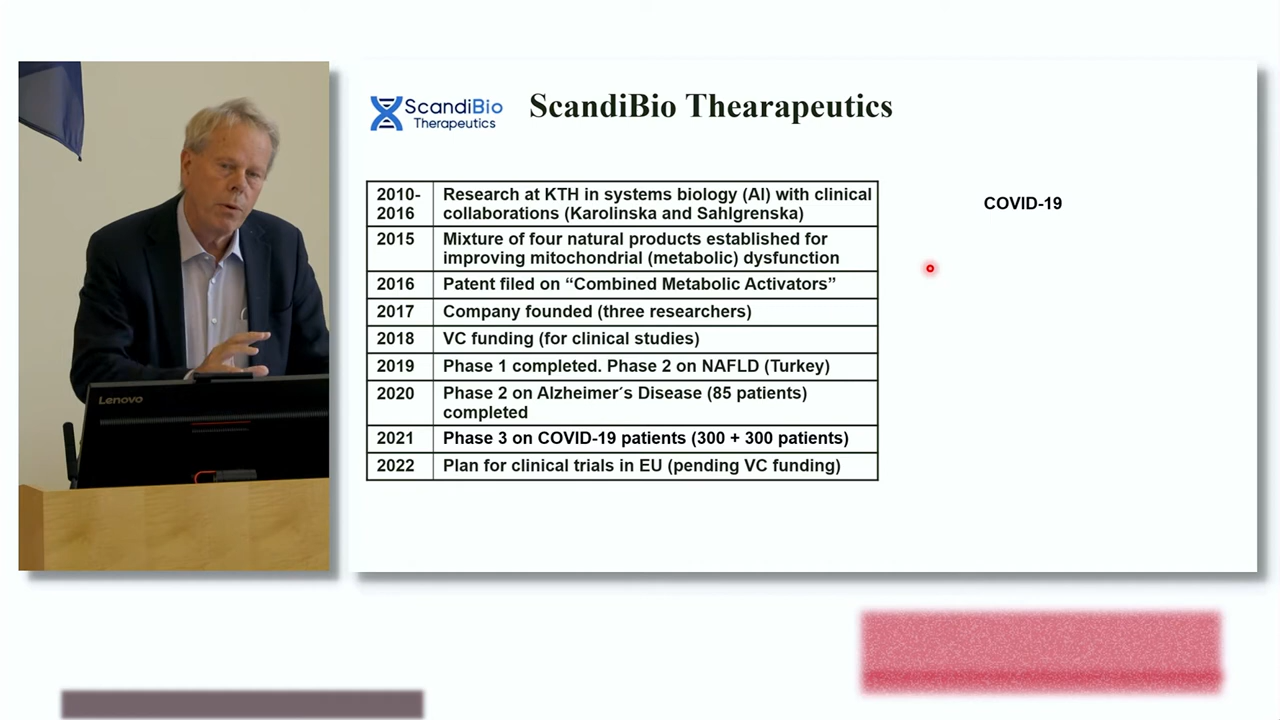 ScandiBio
Therapeutics
ScandiBio Thearapeutics
2010-
2016
Research at KTH in systems biology (AI) with clinical
collaborations (Karolinska and Sahlgrenska)
2015
Mixture of four natural products established for
improving mitochondrial (metabolic) dysfunction
2016
Patent filed on “Combined Metabolic Activators”
2017
Company founded (three researchers)
2018
VC funding (for clinical studies)
2019
Phase 1 completed. Phase 2 on NAFLD (Turkey)
2020
Phase 2 on Alzheimer´s Disease (85 patients)
completed
2021
Phase 3 on COVID-19 patients (300 + 300 patients)
2022
Plan for clinical trials in EU (pending VC funding)
COVID-19
Lenovo